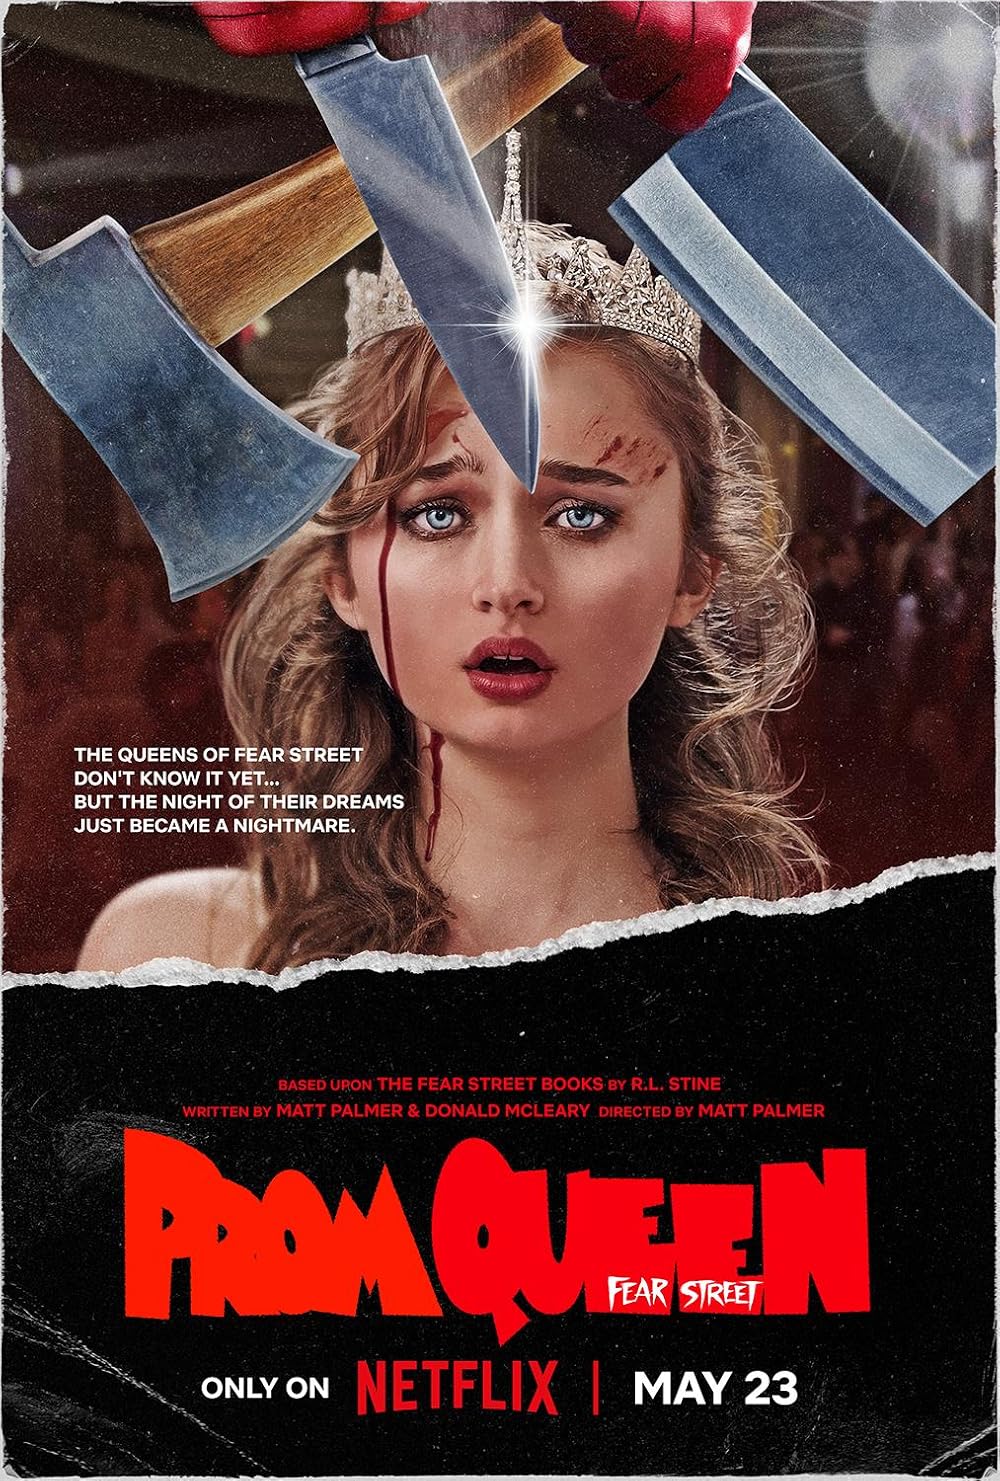 THE QUEENS OF FEAR STREET
DON'T KNOW IT YET...
BUT THE NIGHT OF THEIR DREAMS
JUST BECAME A NIGHTMARE.
BASED UPON THE FEAR STREET BOOKS BY R.L. STINE
WRITTEN BY MATT PALMER & DONALD MCLEARY DIRECTED BY MATT PALMER
PROM QUEEN
FEAR STREET
ONLY ON NETFLIX | MAY 23